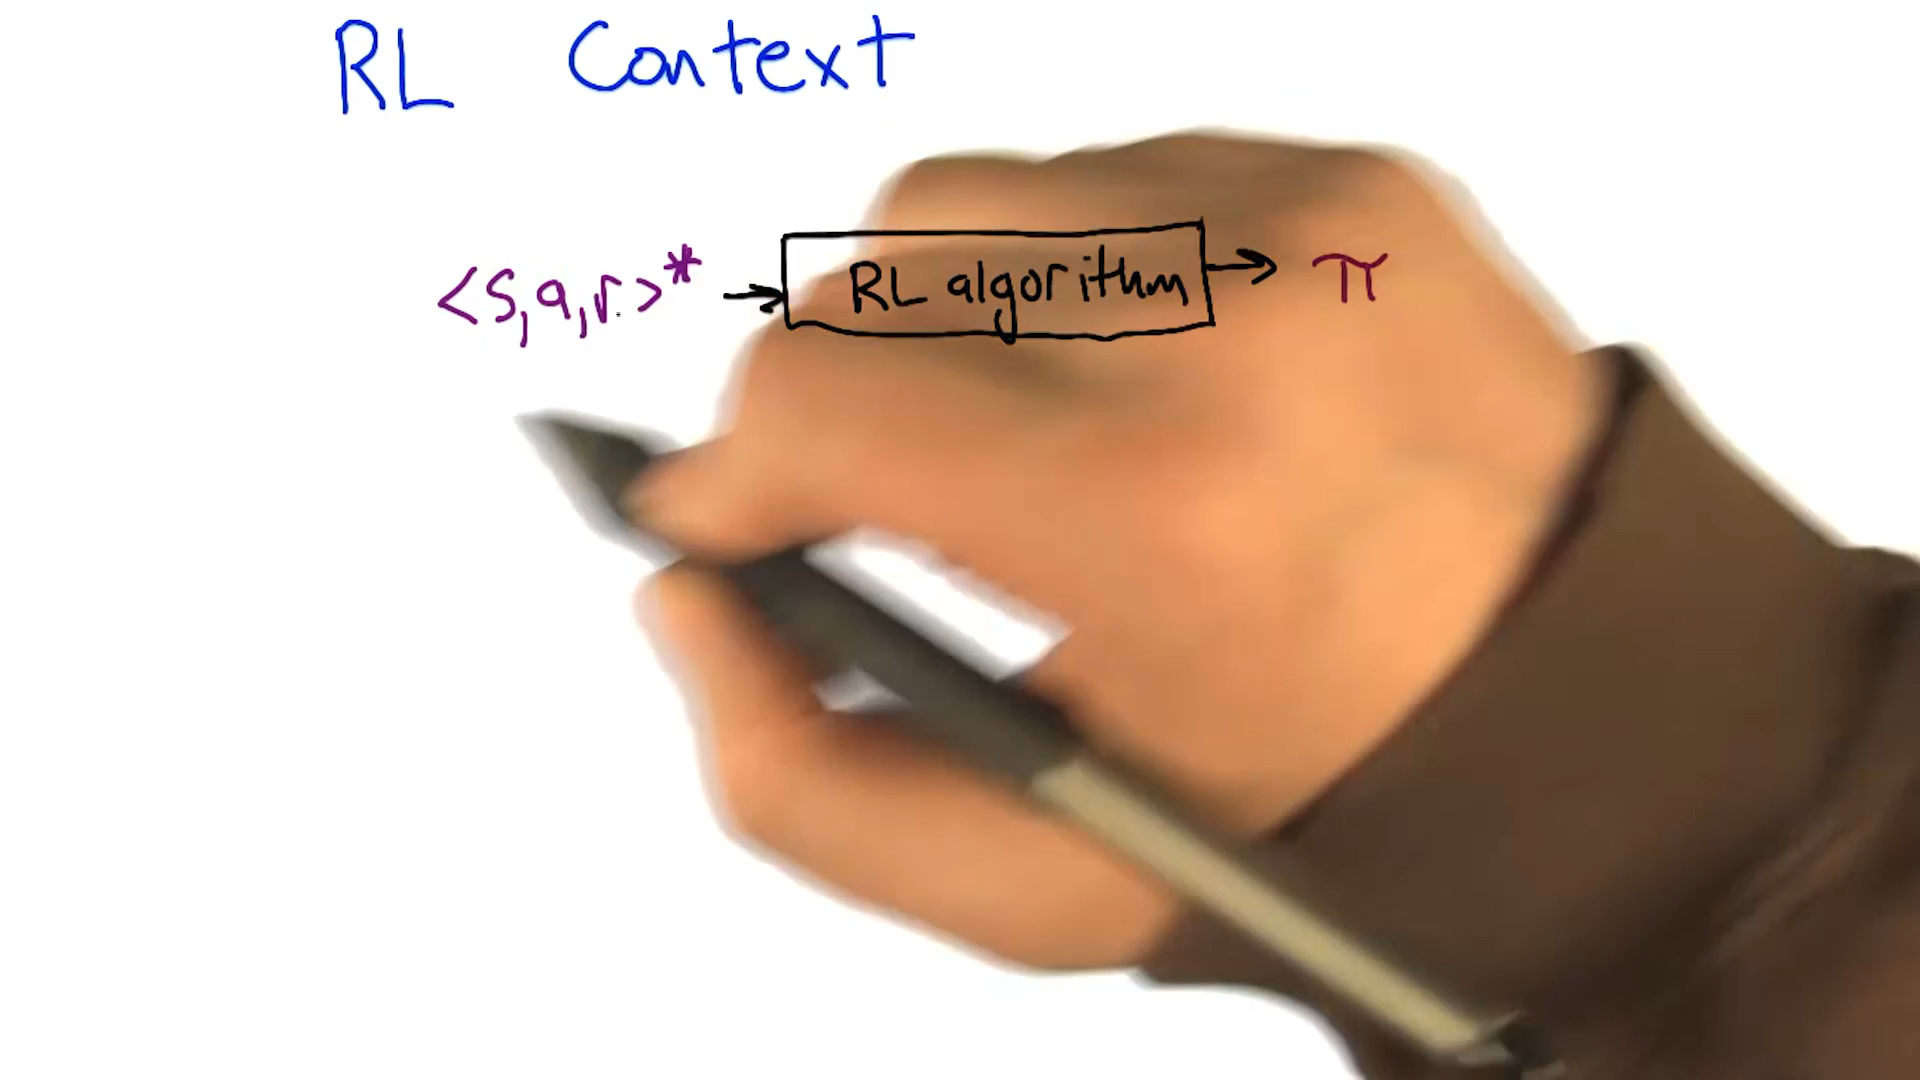 RL Context
<s,a,r>* → RL algorithm → π